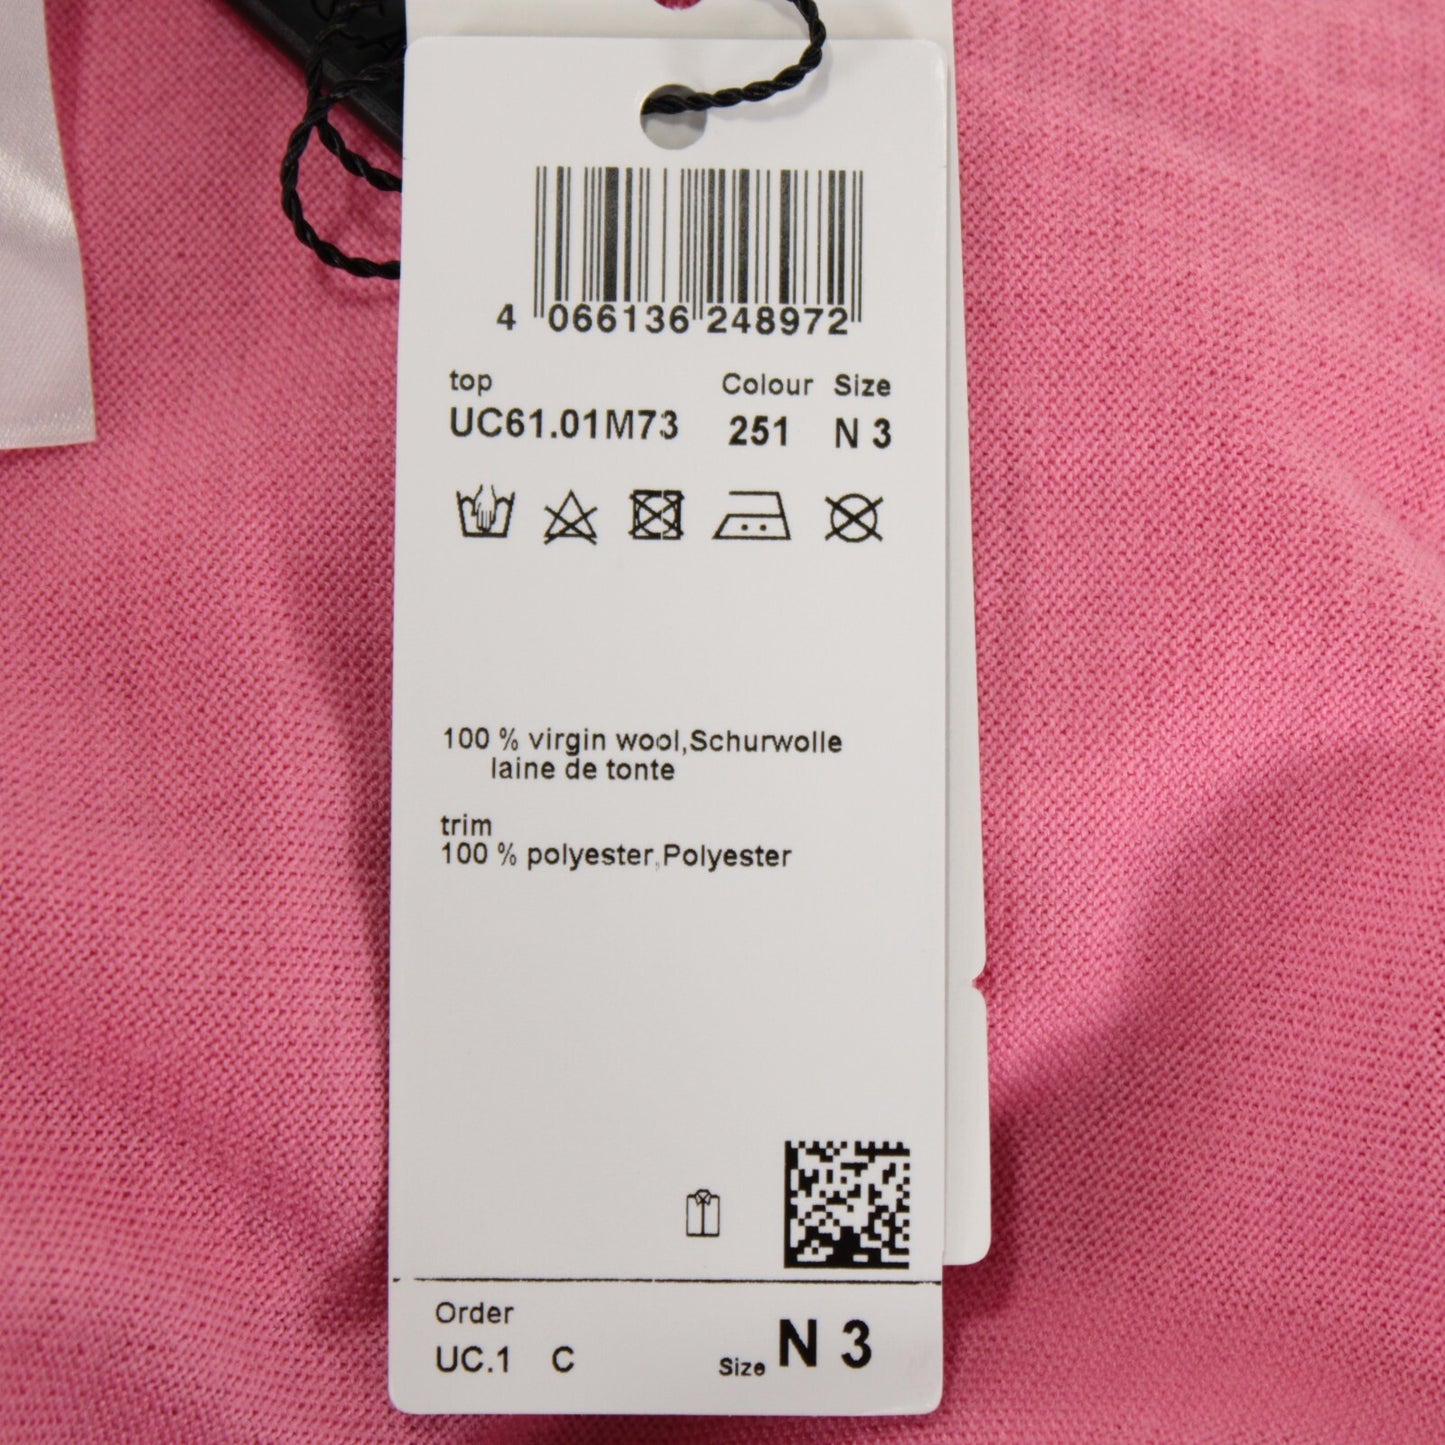 4 066136 248972
top Colour Size
UC61.01M73 251 N 3
100 % virgin wool,Schurwolle
laine de tonte
trim
100 % polyester,Polyester
Order
UC.1 C Size N 3